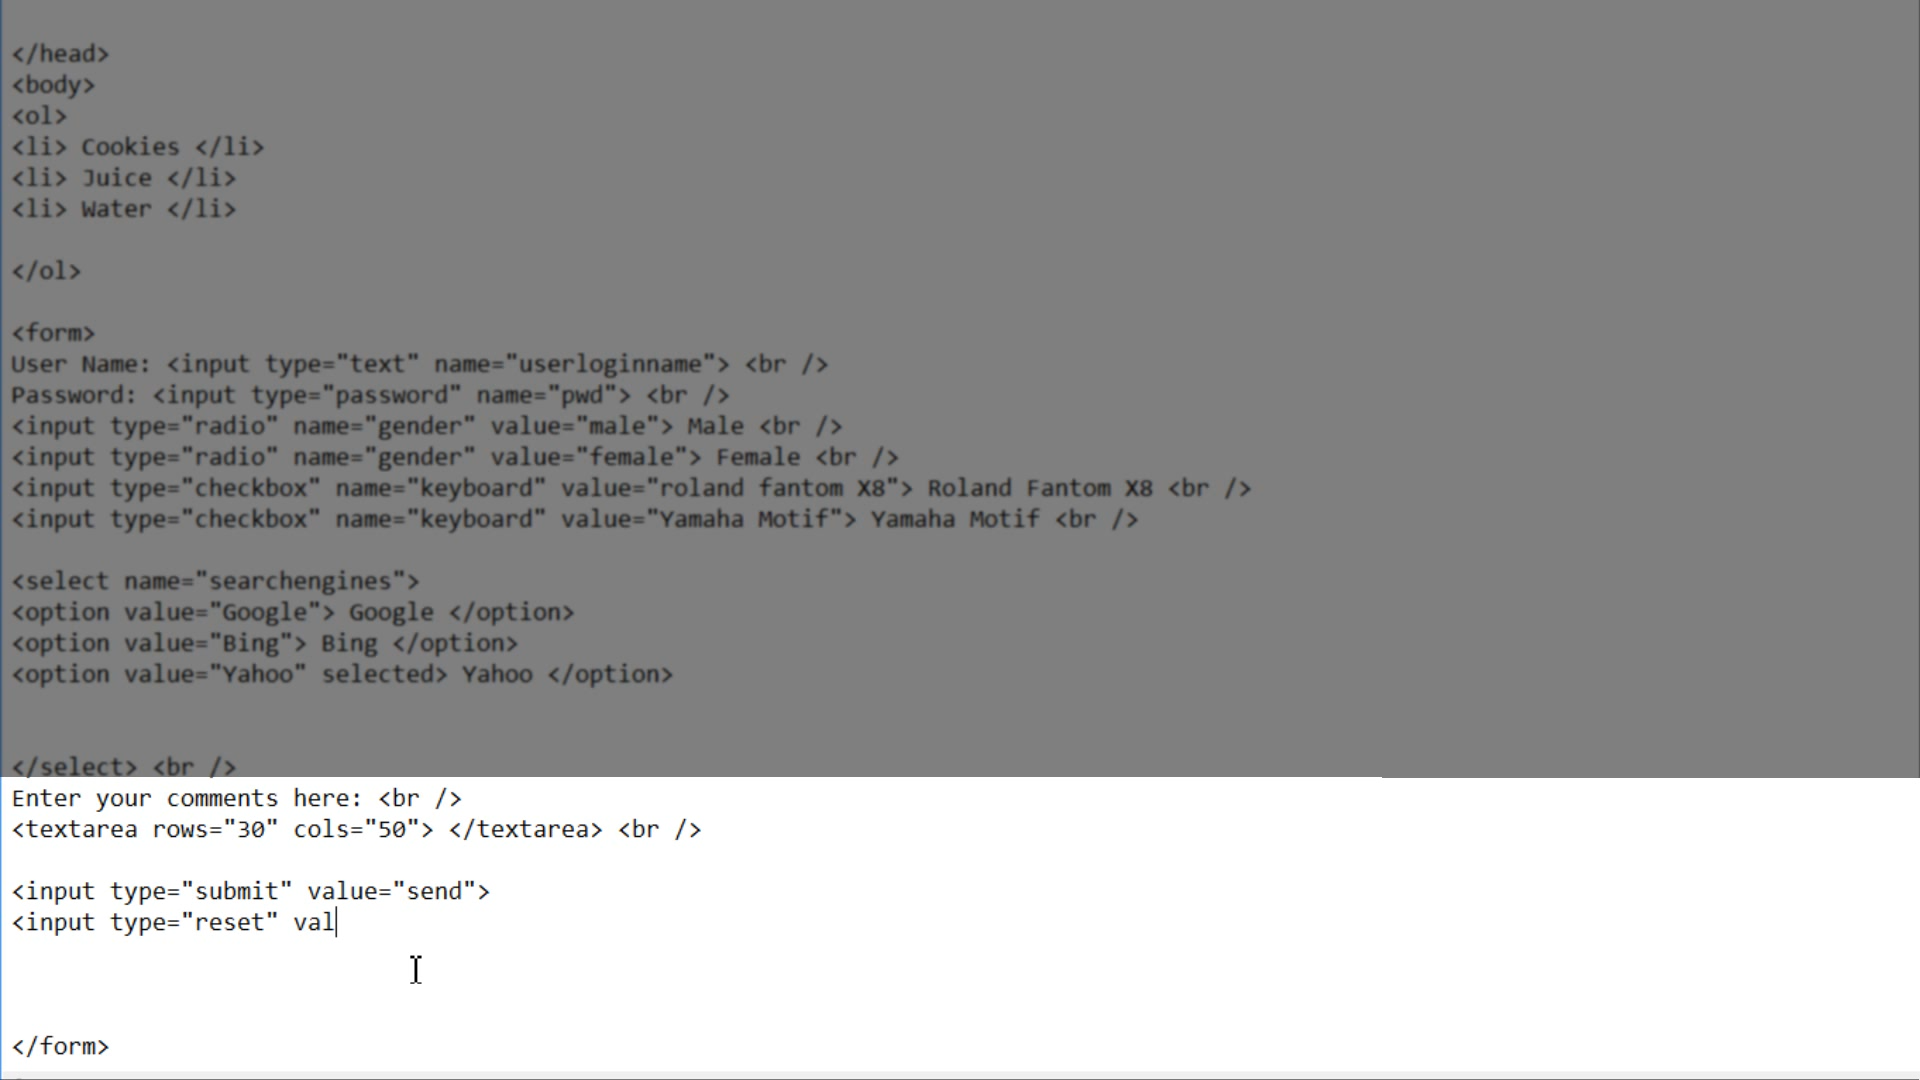 </head>
<body>
<ol>
<li> Cookies </li>
<li> Juice </li>
<li> Water </li>
</ol>
<form>
User Name: <input type="text" name="userloginname"> <br />
Password: <input type="password" name="pwd"> <br />
<input type="radio" name="gender" value="male"> Male <br />
<input type="radio" name="gender" value="female"> Female <br />
<input type="checkbox" name="keyboard" value="roland fantom X8"> Roland Fantom X8 <br />
<input type="checkbox" name="keyboard" value="Yamaha Motif"> Yamaha Motif <br />
<select name="searchengines">
<option value="Google"> Google </option>
<option value="Bing"> Bing </option>
<option value="Yahoo" selected> Yahoo </option>
</select> <br />
Enter your comments here: <br />
<textarea rows="30" cols="50"> </textarea> <br />
<input type="submit" value="send">
<input type="reset" val
</form>